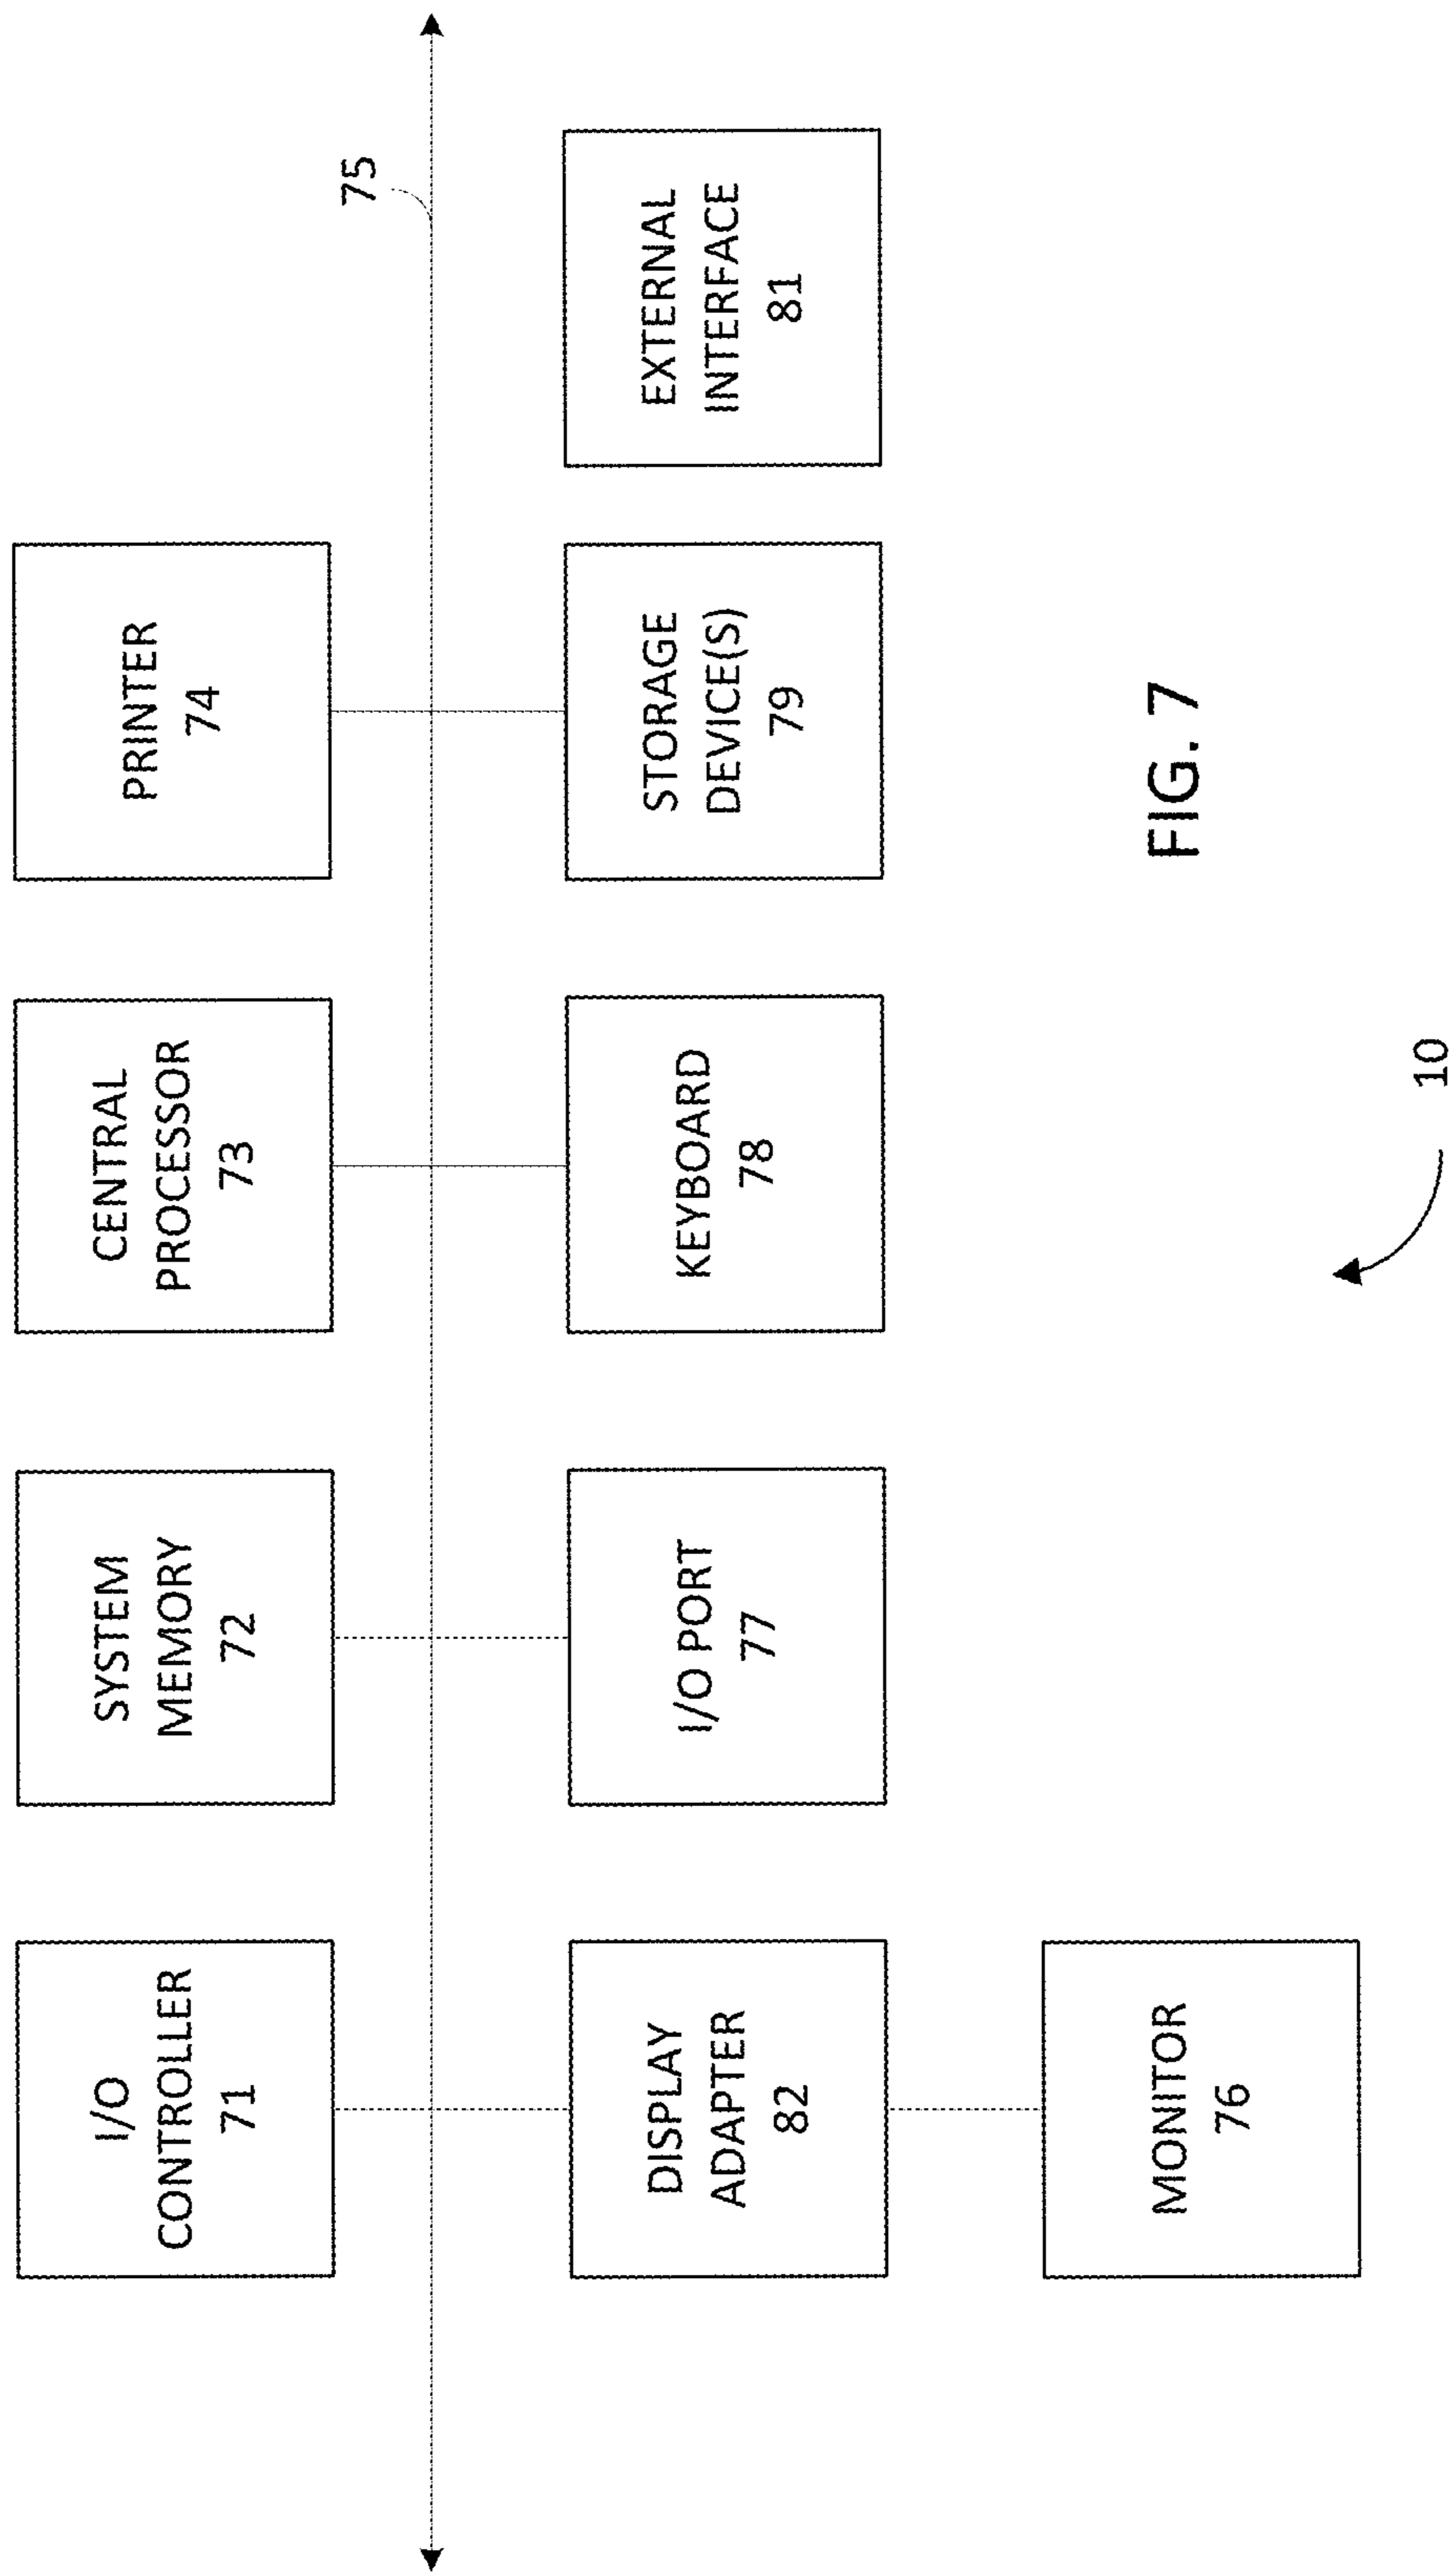 I/O
CONTROLLER
71
SYSTEM
MEMORY
72
CENTRAL
PROCESSOR
73
PRINTER
74
75
DISPLAY
ADAPTER
82
I/O PORT
77
KEYBOARD
78
STORAGE
DEVICE(S)
79
EXTERNAL
INTERFACE
81
MONITOR
76
10
FIG. 7